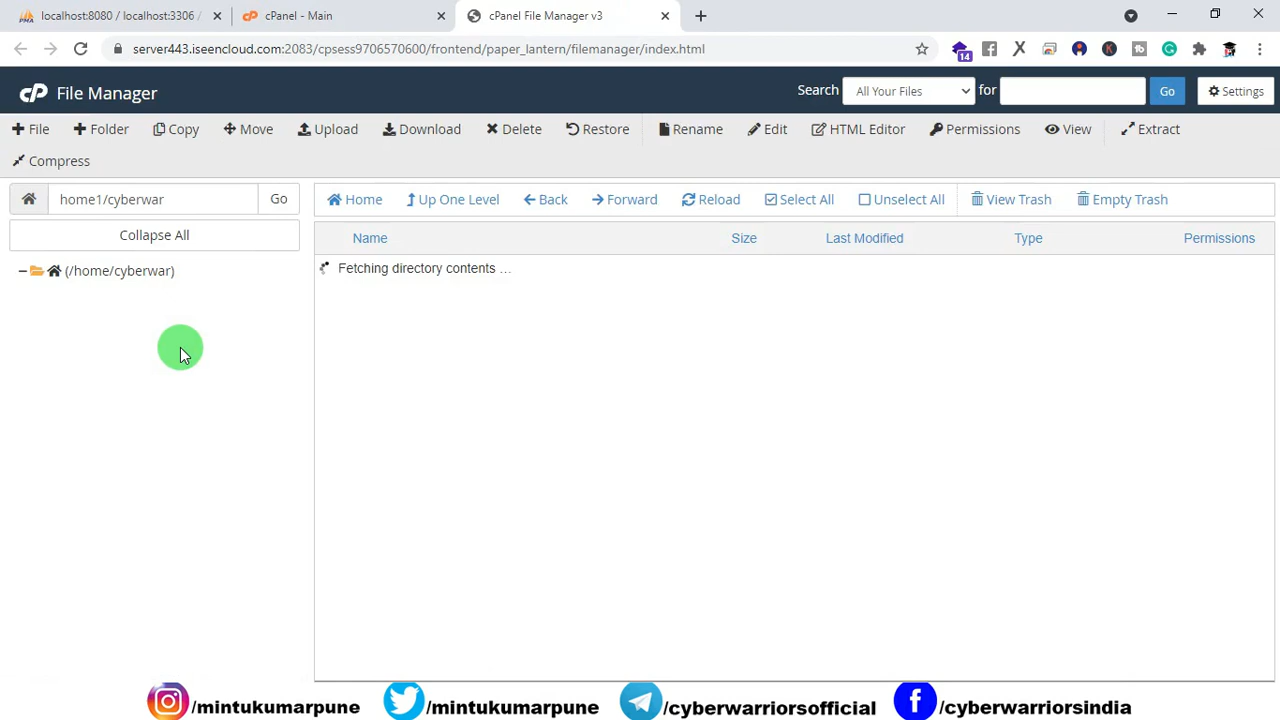 localhost:8080 / localhost:3306 /
cPanel - Main
cPanel File Manager v3
server443.iseencloud.com:2083/cpsess9706570600/frontend/paper_lantern/filemanager/index.html
14
cP File Manager
Search All Your Files for Go Settings
File Folder Copy Move Upload Download Delete Restore Rename Edit HTML Editor Permissions View Extract
Compress
home1/cyberwar Go
Home Up One Level Back Forward Reload Select All Unselect All View Trash Empty Trash
Collapse All
Name Size Last Modified Type Permissions
(/home/cyberwar)
Fetching directory contents ...
/mintukumarpune /mintukumarpune /cyberwarriorsofficial /cyberwarriorsindia